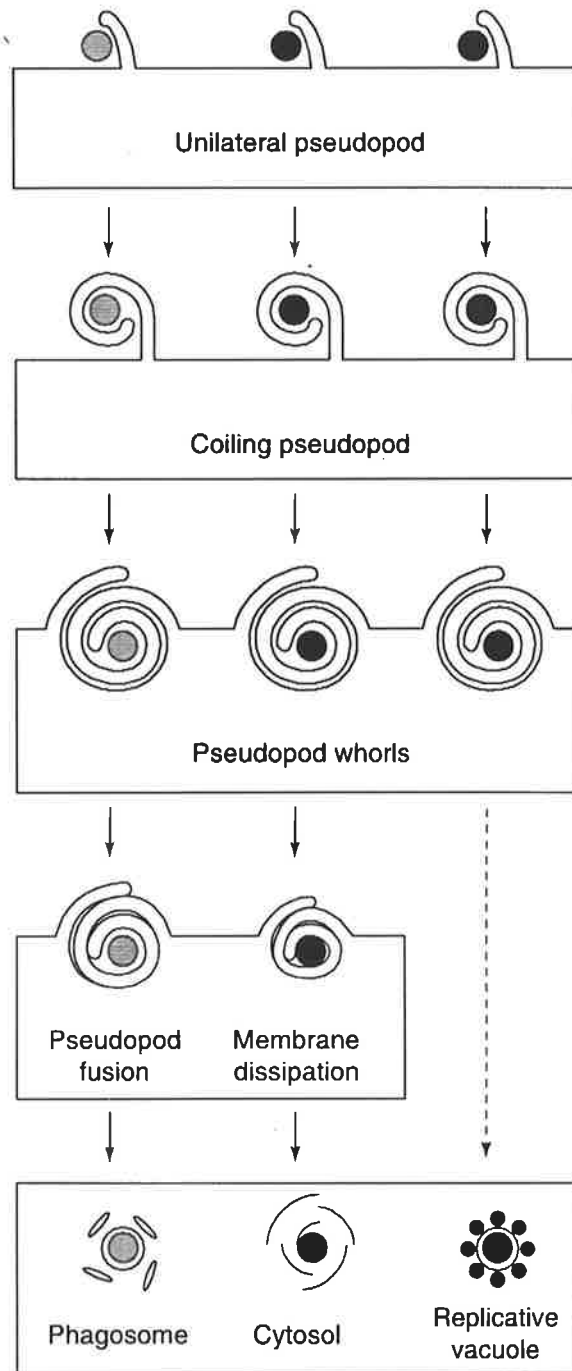 Unilateral pseudopod
Coiling pseudopod
Pseudopod whorls
Pseudopod
fusion
Membrane
dissipation
Phagosome
Cytosol
Replicative
vacuole